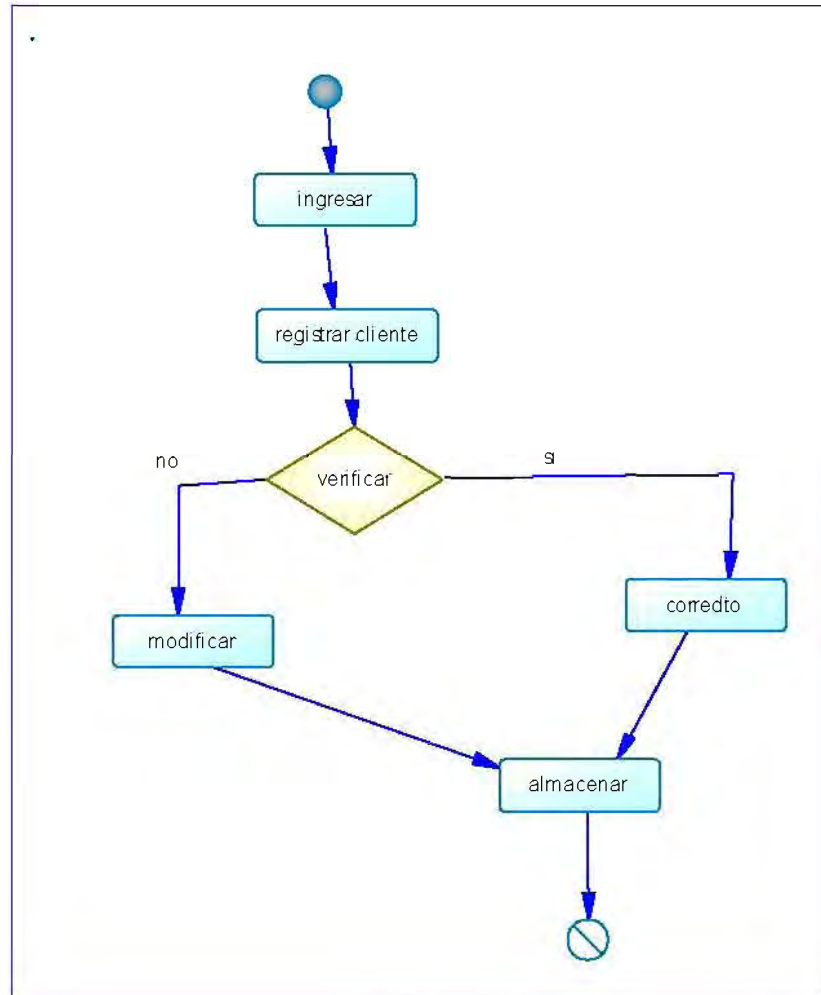 ingresar
registrar cliente
no
si
verificar
corredto
modificar
almacenar